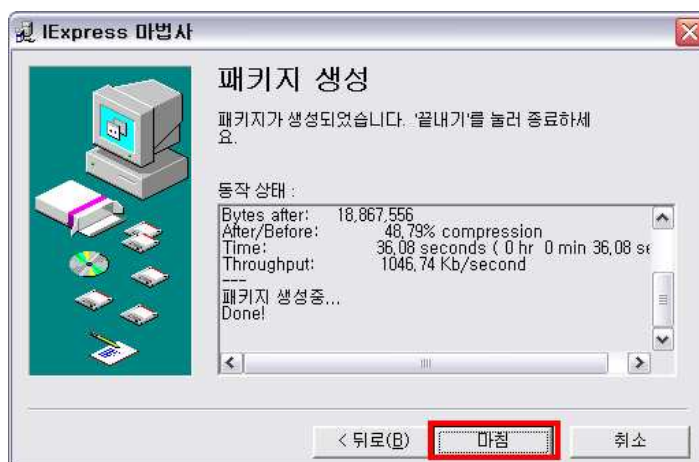 IExpress 마법사
패키지 생성
패키지가 생성되었습니다. '끝내기'를 눌러 종료하세
요.
동작 상태 :
Bytes after: 18,867,556
After/Before: 48.79% compression
Time: 36.08 seconds ( 0 hr 0 min 36.08 se
Throughput: 1046.74 Kb/second
---
패키지 생성중...
Done!
< 뒤로(B) 마침 취소